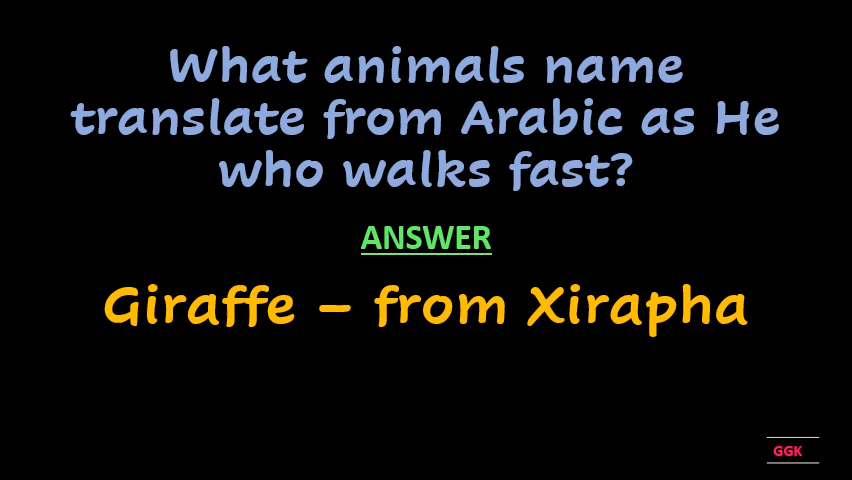 What animals name
translate from Arabic as He
who walks fast?
ANSWER
Giraffe – from Xirapha
GGK